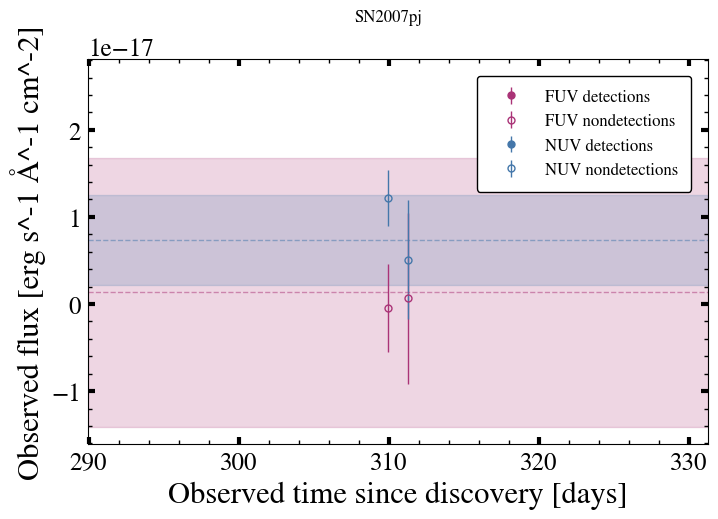 SN2007pj
1e−17
Observed flux [erg s^-1 Å^-1 cm^-2]
2
1
0
−1
FUV detections
FUV nondetections
NUV detections
NUV nondetections
290 300 310 320 330
Observed time since discovery [days]